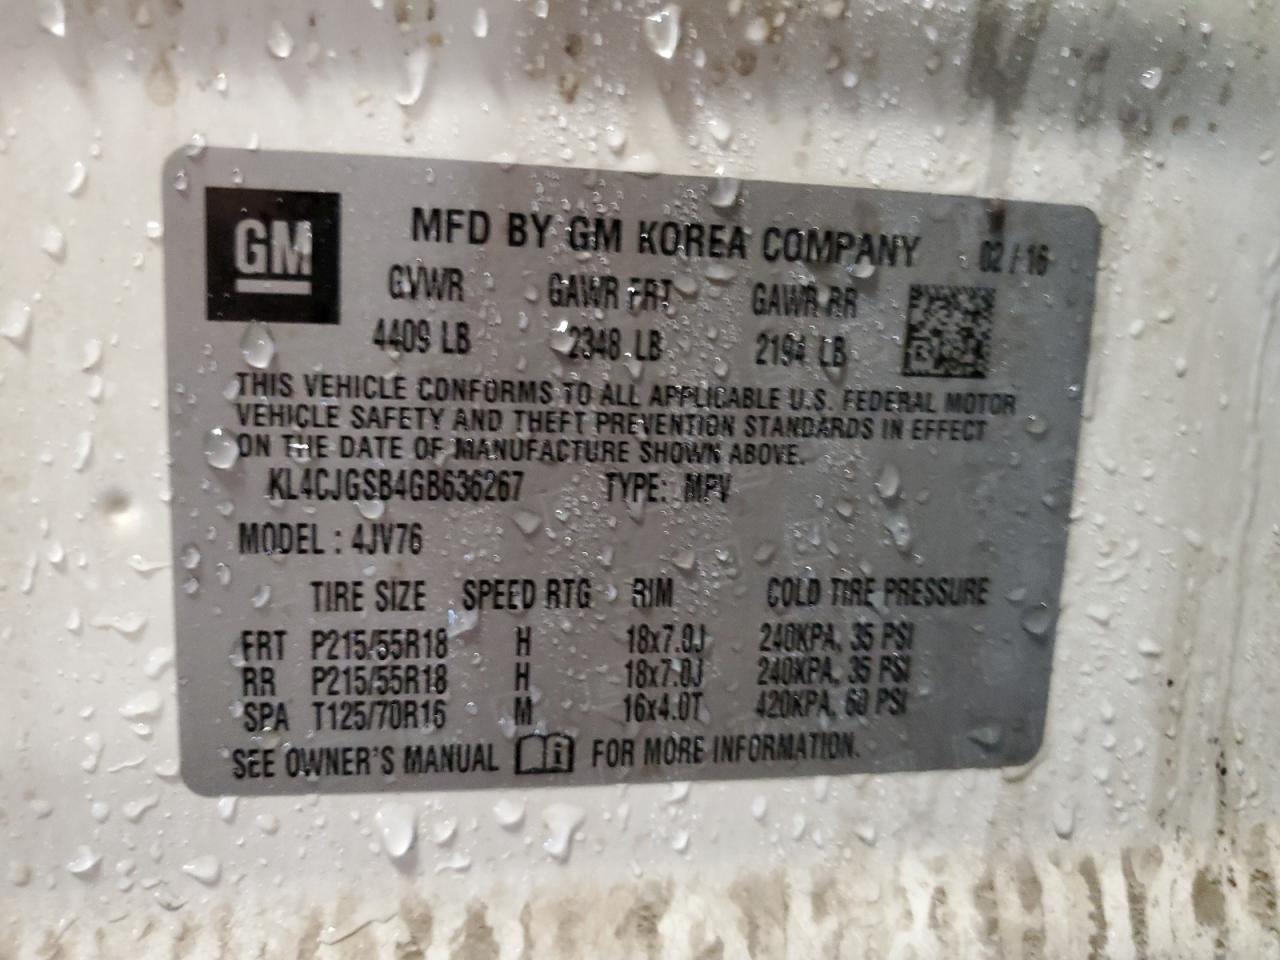 GM
MFD BY GM KOREA COMPANY 02 / 16
GVWR GAWR FRT GAWR RR
4409 LB 2348 LB 2194 LB
THIS VEHICLE CONFORMS TO ALL APPLICABLE U.S. FEDERAL MOTOR
VEHICLE SAFETY AND THEFT PREVENTION STANDARDS IN EFFECT
ON THE DATE OF MANUFACTURE SHOWN ABOVE.
KL4CJGSB4GB636267 TYPE: MPV
MODEL : 4JV76
TIRE SIZE SPEED RTG RIM COLD TIRE PRESSURE
FRT P215/55R18 H 18x7.0J 240KPA, 35 PSI
RR P215/55R18 H 18x7.0J 240KPA, 35 PSI
SPA T125/70R16 M 16x4.0T 420KPA, 60 PSI
SEE OWNER'S MANUAL FOR MORE INFORMATION.